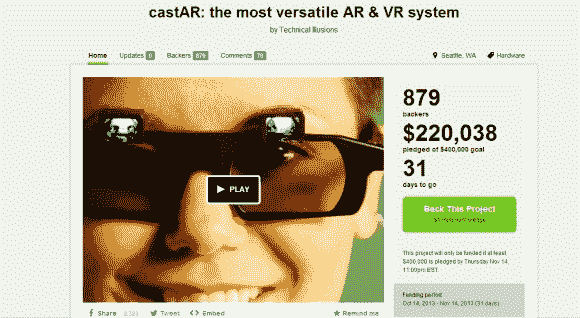 castAR: the most versatile AR & VR system
by Technical Illusions
Home Updates 0 Backers 879 Comments 76 Seattle, WA Hardware
879
backers
$220,038
pledged of $400,000 goal
31
days to go
PLAY
Back This Project
This project will only be funded if at least
$400,000 is pledged by Thursday Nov 14,
11:00pm EST.
Funding period
Oct 14, 2013 - Nov 14, 2013 (31 days)
Share Tweet Embed Remind me